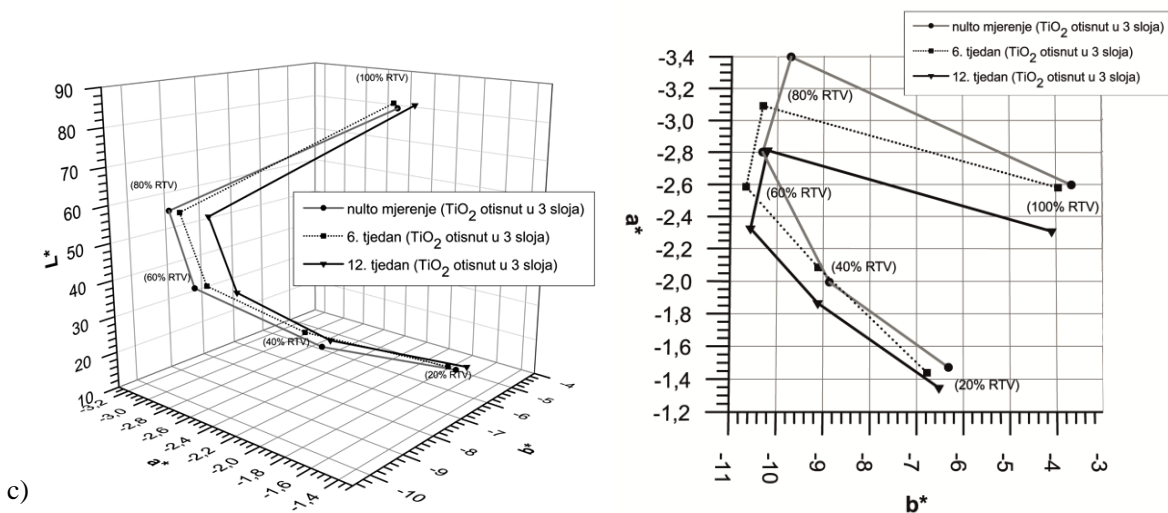 (100% RTV)
90
80
70
60
50
40
30
20
10
L*
(80% RTV)
(60% RTV)
(40% RTV)
(20% RTV)
nulto mjerenje (TiO2 otisnut u 3 sloja)
6. tjedan (TiO2 otisnut u 3 sloja)
12. tjedan (TiO2 otisnut u 3 sloja)
-3,2
-3,0
-2,8
-2,6
-2,4
-2,2
-2,0
-1,8
-1,6
-1,4
a*
-4
-5
-6
-7
-8
-9
-10
b*
c)
nulto mjerenje (TiO2 otisnut u 3 sloja)
6. tjedan (TiO2 otisnut u 3 sloja)
12. tjedan (TiO2 otisnut u 3 sloja)
-3,4
-3,2
-3,0
-2,8
-2,6
-2,4
-2,2
-2,0
-1,8
-1,6
-1,4
-1,2
a*
(80% RTV)
(60% RTV)
(100% RTV)
(40% RTV)
(20% RTV)
-11
-10
-9
-8
-7
-6
-5
-4
-3
b*